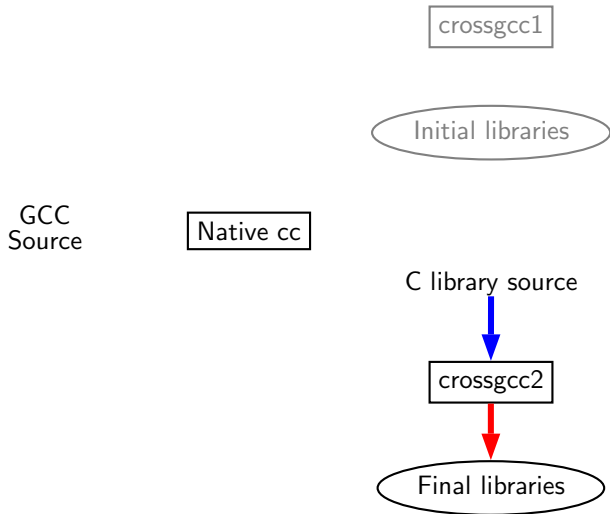 crossgcc1
Initial libraries
GCC
Source
Native cc
C library source
crossgcc2
Final libraries